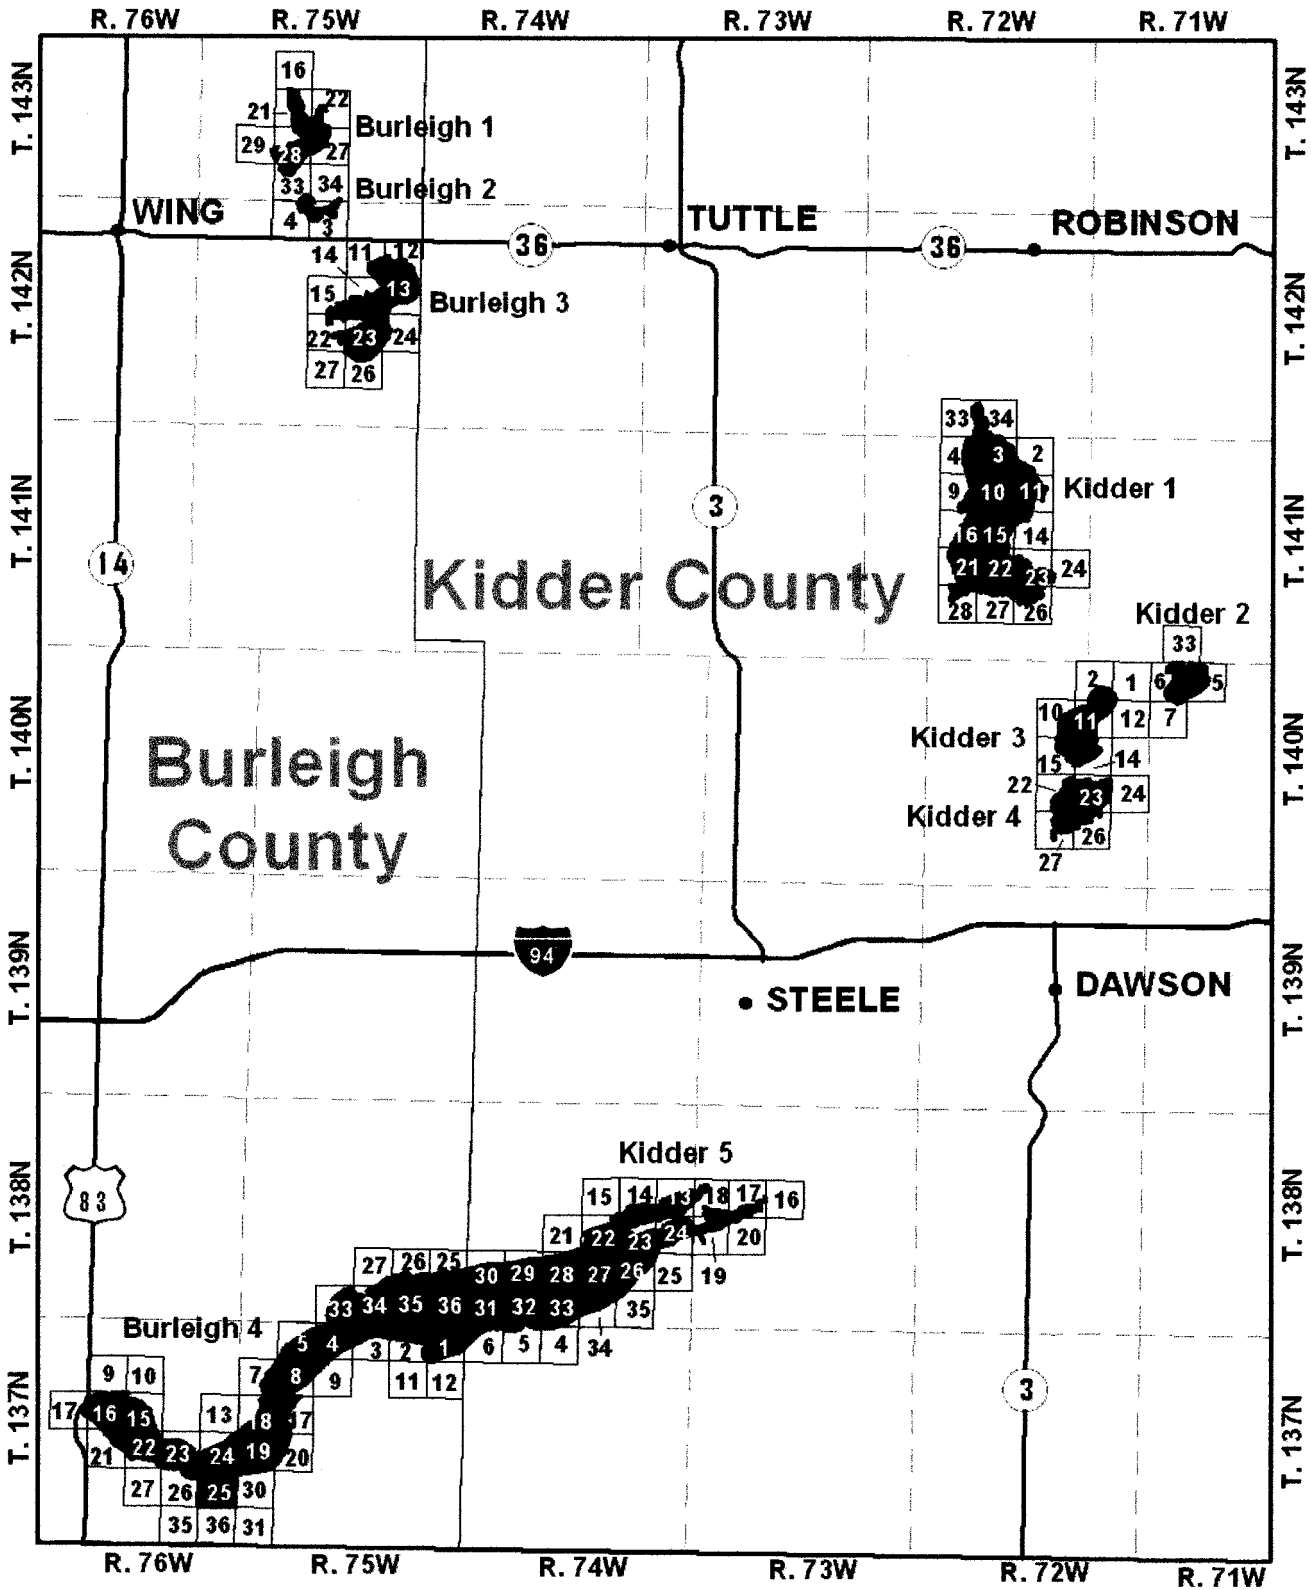 R. 76W R. 75W R. 74W R. 73W R. 72W R. 71W
T. 143N T. 143N
16
21 22
Burleigh 1
29 28 27
33 34 Burleigh 2
4 3
WING TUTTLE ROBINSON
36 36
14 11 12
T. 142N T. 142N
15 13 Burleigh 3
22 23 24
27 26
33 34
4 3 2
9 10 11 Kidder 1
T. 141N 3 T. 141N
16 15 14
14
21 22 23 24
Kidder County
28 27 26
Kidder 2
33
2 1 6 5
10 11 12 7
T. 140N T. 140N
Kidder 3
15 14
22 23 24
Kidder 4
26
27
Burleigh
County
94
T. 139N T. 139N
STEELE DAWSON
Kidder 5
T. 138N T. 138N
83
15 14 13 18 17 16
21 22 23 24 20
27 26 25 30 29 28 27 26 25 19
33 34 35 36 31 32 33 35
Burleigh 4
5 4 3 2 1 6 5 4 34
9 10 7 8 9 11 12
3
T. 137N T. 137N
17 16 15 13 18 17
21 22 23 24 19 20
27 26 25 30
35 36 31
R. 76W R. 75W R. 74W R. 73W R. 72W R. 71W